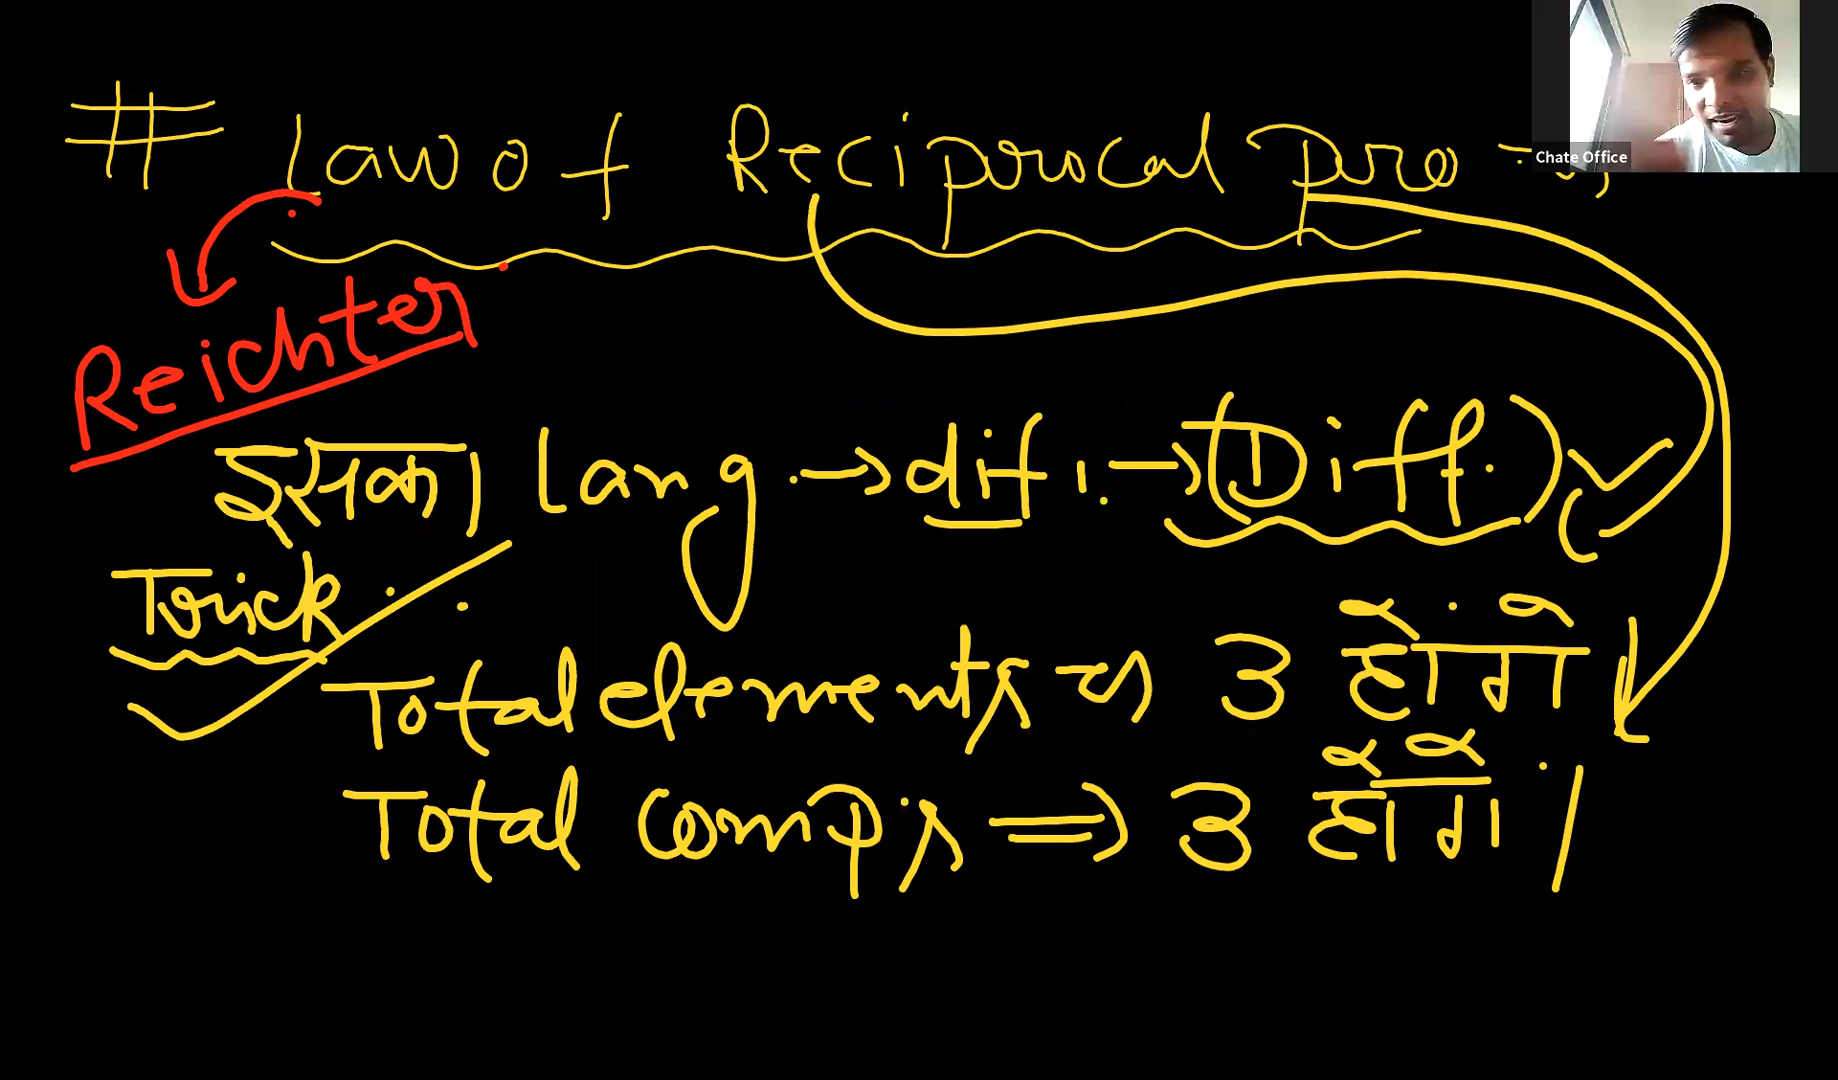 # Law of Reciprocal pro
Chate Office
Reichter
इसका lang → dif. → (Diff.)
Trick
Total elements ⇒ 3 होंगे
Total comp's ⇒ 3 होंगे |